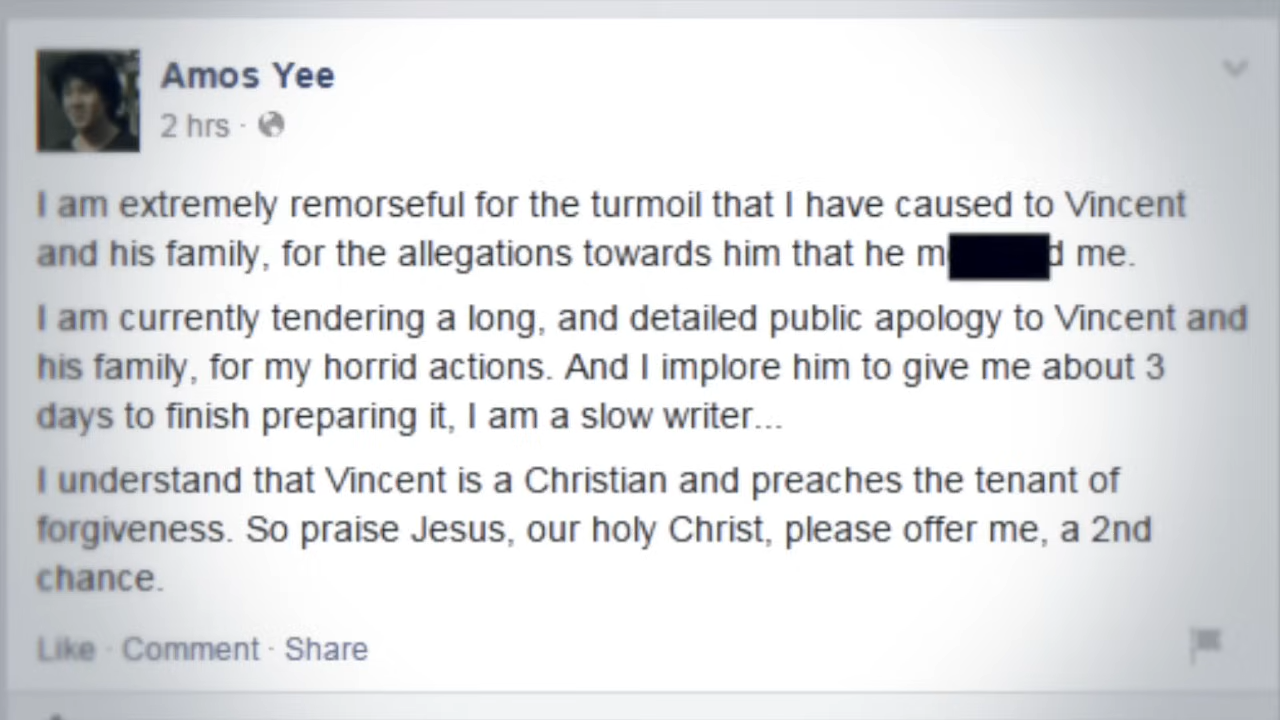 Amos Yee
2 hrs ·
I am extremely remorseful for the turmoil that I have caused to Vincent
and his family, for the allegations towards him that he m d me.
I am currently tendering a long, and detailed public apology to Vincent and
his family, for my horrid actions. And I implore him to give me about 3
days to finish preparing it, I am a slow writer...
I understand that Vincent is a Christian and preaches the tenant of
forgiveness. So praise Jesus, our holy Christ, please offer me, a 2nd
chance.
Like · Comment · Share